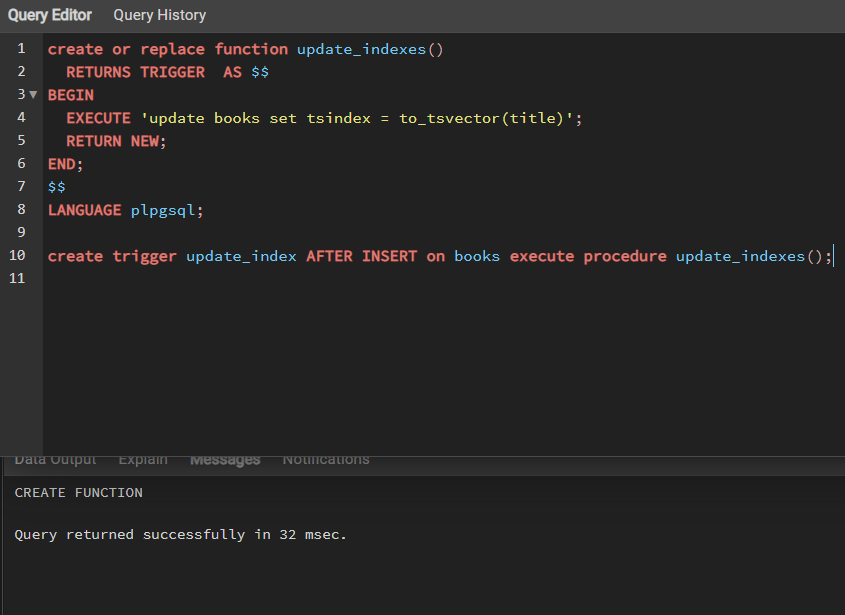 Query Editor Query History
1 create or replace function update_indexes()
2 RETURNS TRIGGER  AS $$
3 BEGIN
4 EXECUTE 'update books set tsindex = to_tsvector(title)';
5 RETURN NEW;
6 END;
7 $$
8 LANGUAGE plpgsql;
9
10 create trigger update_index AFTER INSERT on books execute procedure update_indexes();
11
Data Output Explain Messages Notifications
CREATE FUNCTION
Query returned successfully in 32 msec.